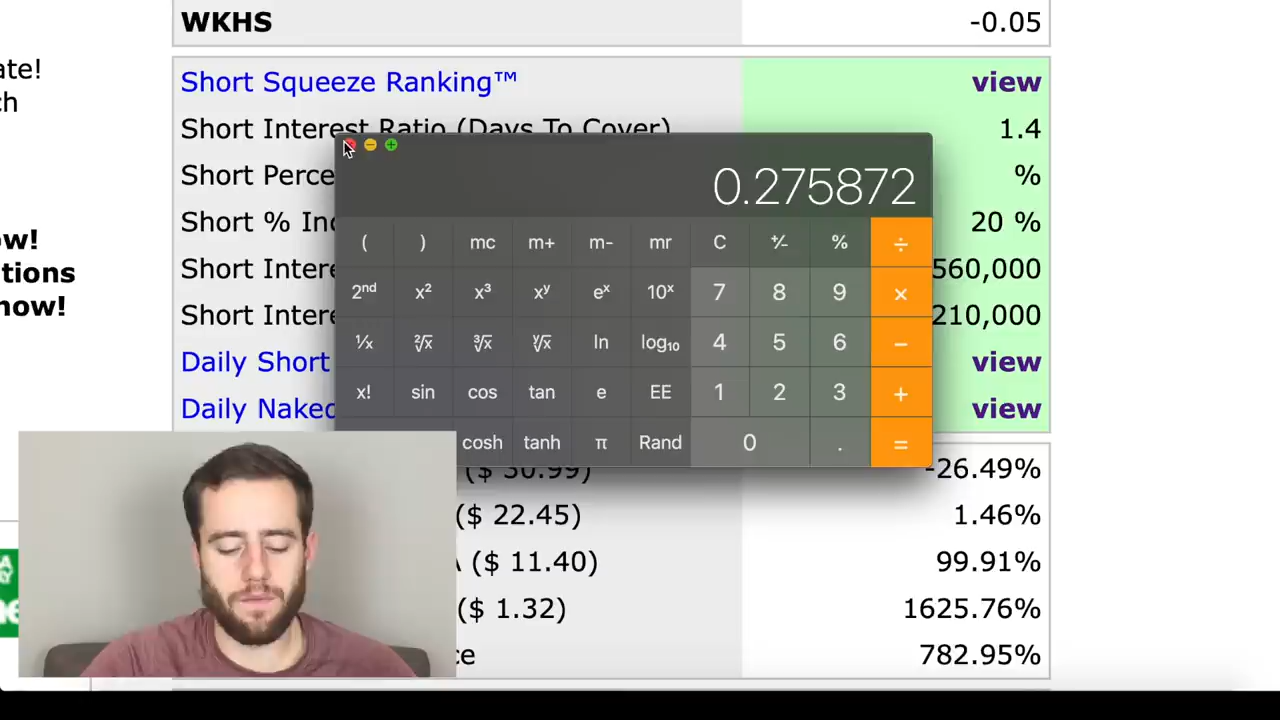 WKHS -0.05
ate!
Short Squeeze Ranking™ view
ch
Short Interest Ratio (Days To Cover) 1.4
Short Perce %
0.275872
Short % Inc 20 %
( ) mc m+ m- mr C +⁄- % ÷
ow!
tions
Short Intere 560,000
2nd x² x³ xʸ eˣ 10ˣ 7 8 9 ×
now!
Short Intere 210,000
¹⁄x ²√x ³√x ʸ√x ln log₁₀ 4 5 6 −
Daily Short view
x! sin cos tan e EE 1 2 3 +
Daily Naked view
cosh tanh π Rand 0 . =
($ 30.99) -26.49%
($ 22.45) 1.46%
($ 11.40) 99.91%
($ 1.32) 1625.76%
ce 782.95%